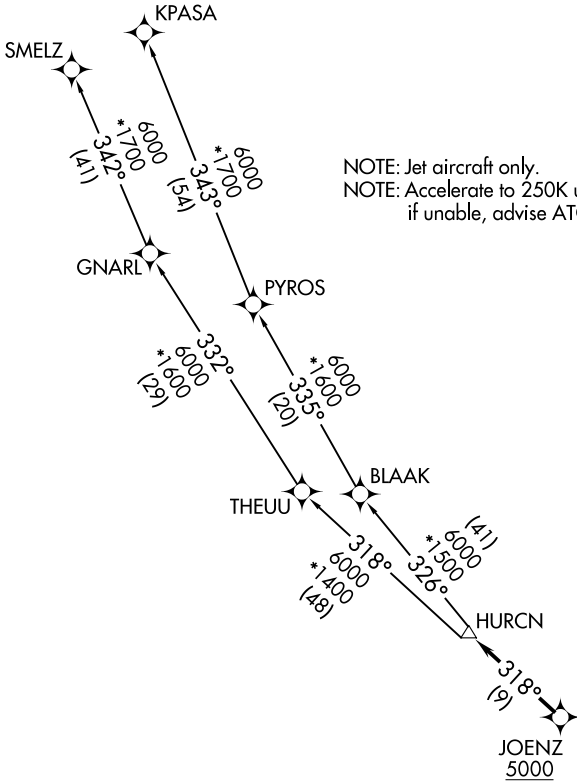 KPASA
SMELZ
6000
*1700
342°
(41)
6000
*1700
343°
(54)
NOTE: Jet aircraft only.
NOTE: Accelerate to 250K u
if unable, advise ATC
GNARL
PYROS
332°
6000
*1600
(29)
6000
*1600
335°
(20)
BLAAK
THEUU
318°
6000
*1400
(48)
(41)
6000
*1500
326°
HURCN
318°
(9)
JOENZ
5000